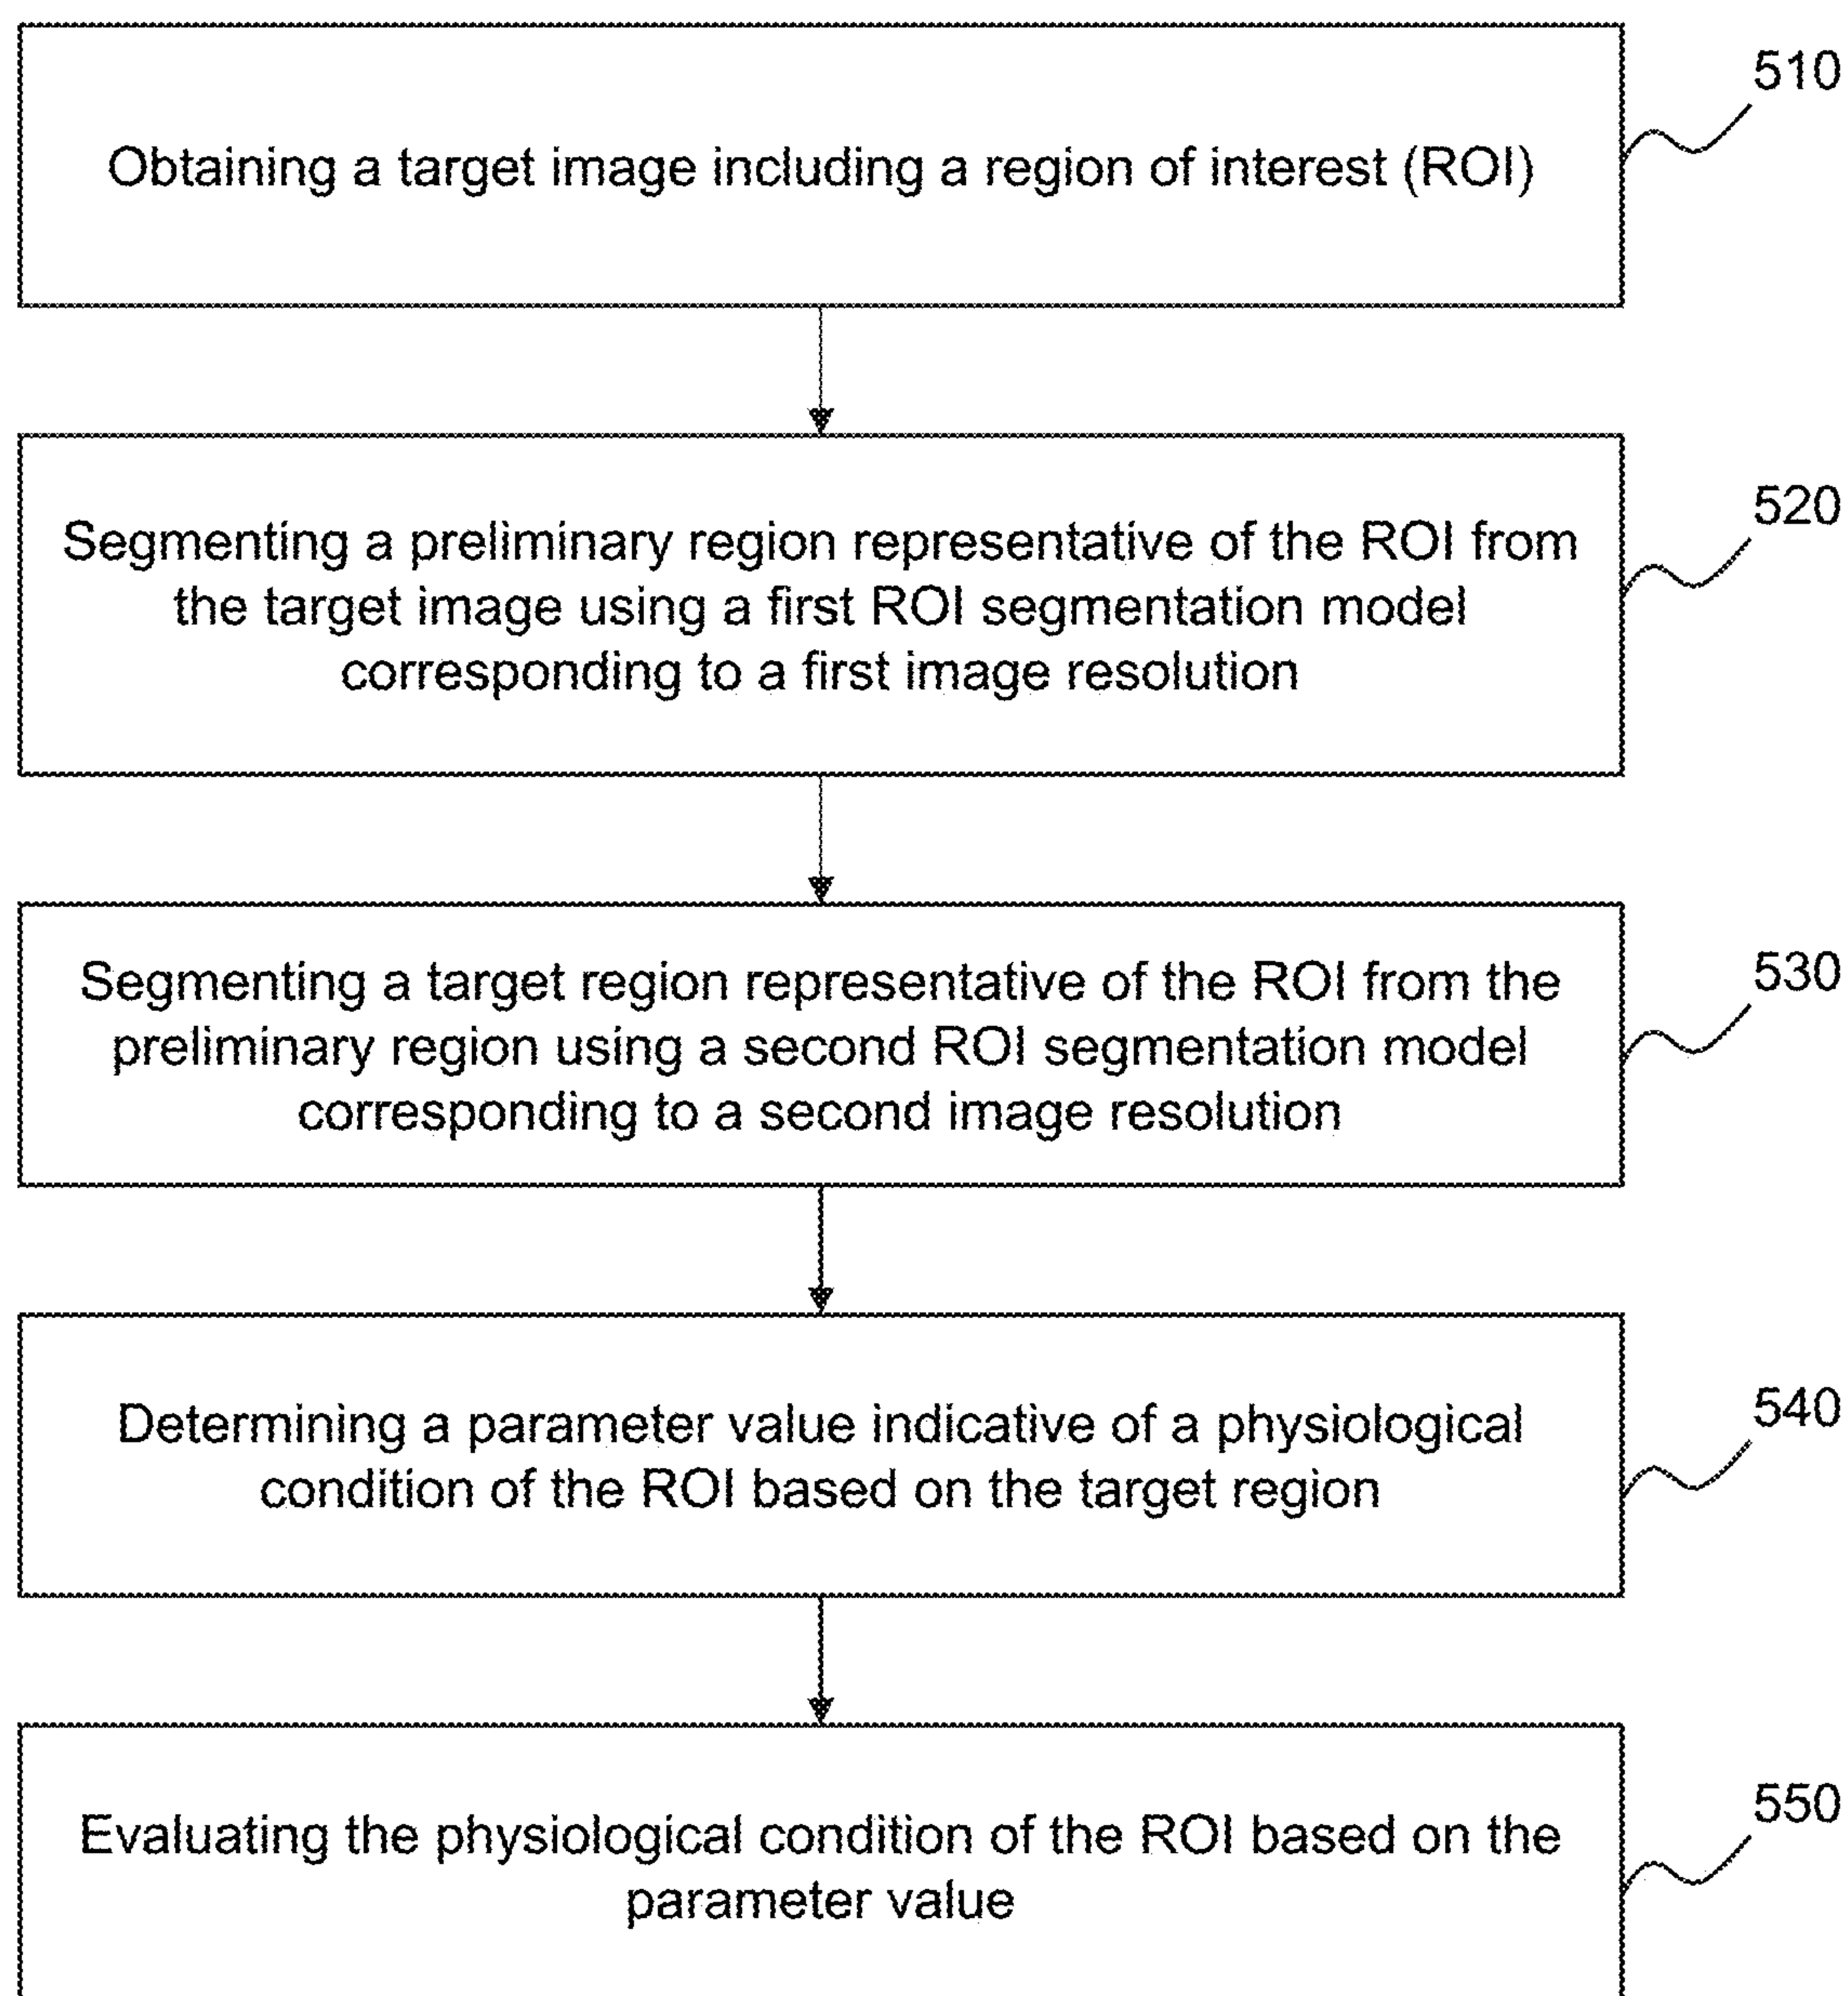 510
Obtaining a target image including a region of interest (ROI)
520
Segmenting a preliminary region representative of the ROI from
the target image using a first ROI segmentation model
corresponding to a first image resolution
530
Segmenting a target region representative of the ROI from the
preliminary region using a second ROI segmentation model
corresponding to a second image resolution
540
Determining a parameter value indicative of a physiological
condition of the ROI based on the target region
550
Evaluating the physiological condition of the ROI based on the
parameter value